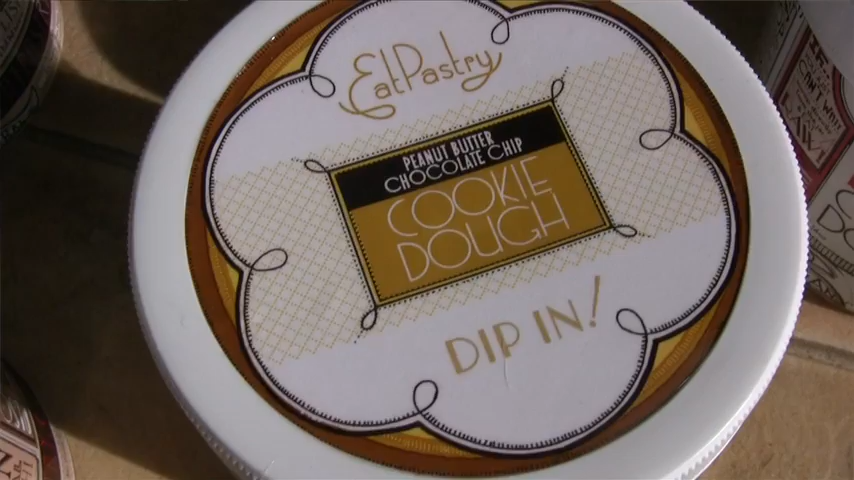 EatPastry
PEANUT BUTTER
CHOCOLATE CHIP
COOKIE
DOUGH
DIP IN!